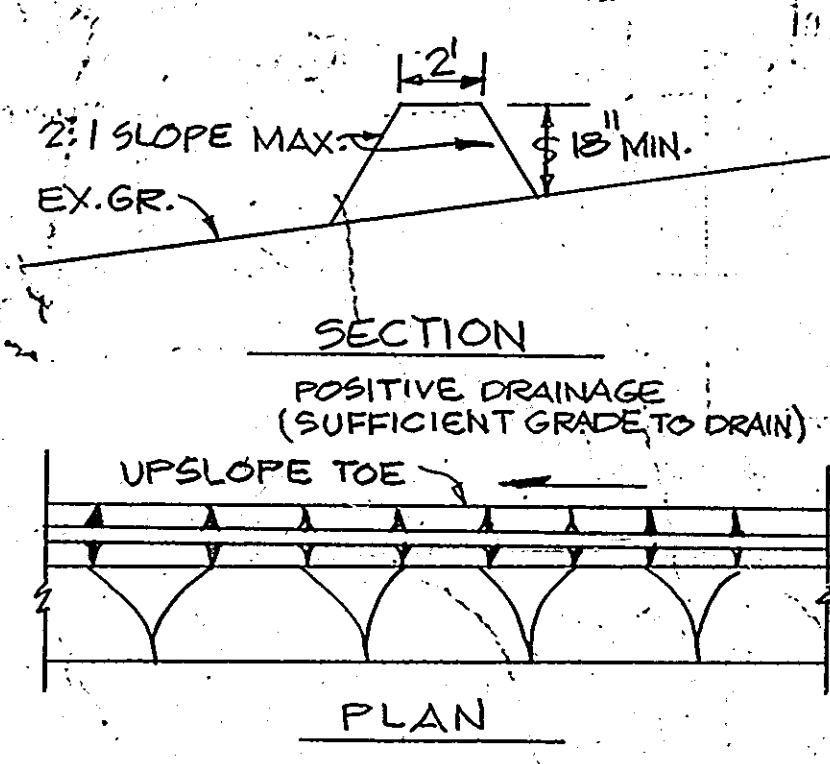 2'
2:1 SLOPE MAX.
18" MIN.
EX.GR.
SECTION
POSITIVE DRAINAGE
(SUFFICIENT GRADE TO DRAIN)
UPSLOPE TOE
PLAN